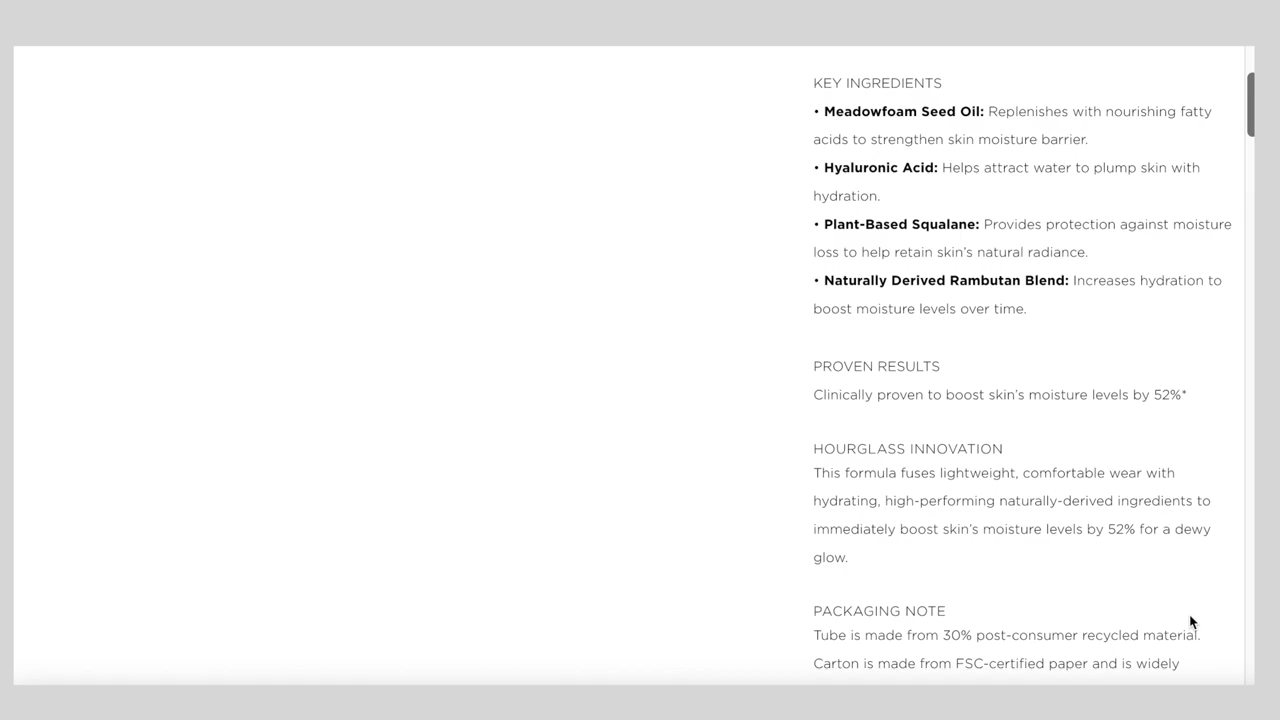 KEY INGREDIENTS
• Meadowfoam Seed Oil: Replenishes with nourishing fatty
acids to strengthen skin moisture barrier.
• Hyaluronic Acid: Helps attract water to plump skin with
hydration.
• Plant-Based Squalane: Provides protection against moisture
loss to help retain skin's natural radiance.
• Naturally Derived Rambutan Blend: Increases hydration to
boost moisture levels over time.
PROVEN RESULTS
Clinically proven to boost skin's moisture levels by 52%*
HOURGLASS INNOVATION
This formula fuses lightweight, comfortable wear with
hydrating, high-performing naturally-derived ingredients to
immediately boost skin's moisture levels by 52% for a dewy
glow.
PACKAGING NOTE
Tube is made from 30% post-consumer recycled material.
Carton is made from FSC-certified paper and is widely